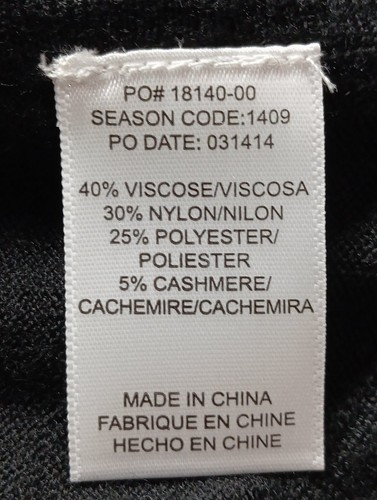 PO# 18140-00
SEASON CODE:1409
PO DATE: 031414
40% VISCOSE/VISCOSA
30% NYLON/NILON
25% POLYESTER/
POLIESTER
5% CASHMERE/
CACHEMIRE/CACHEMIRA
MADE IN CHINA
FABRIQUE EN CHINE
HECHO EN CHINE